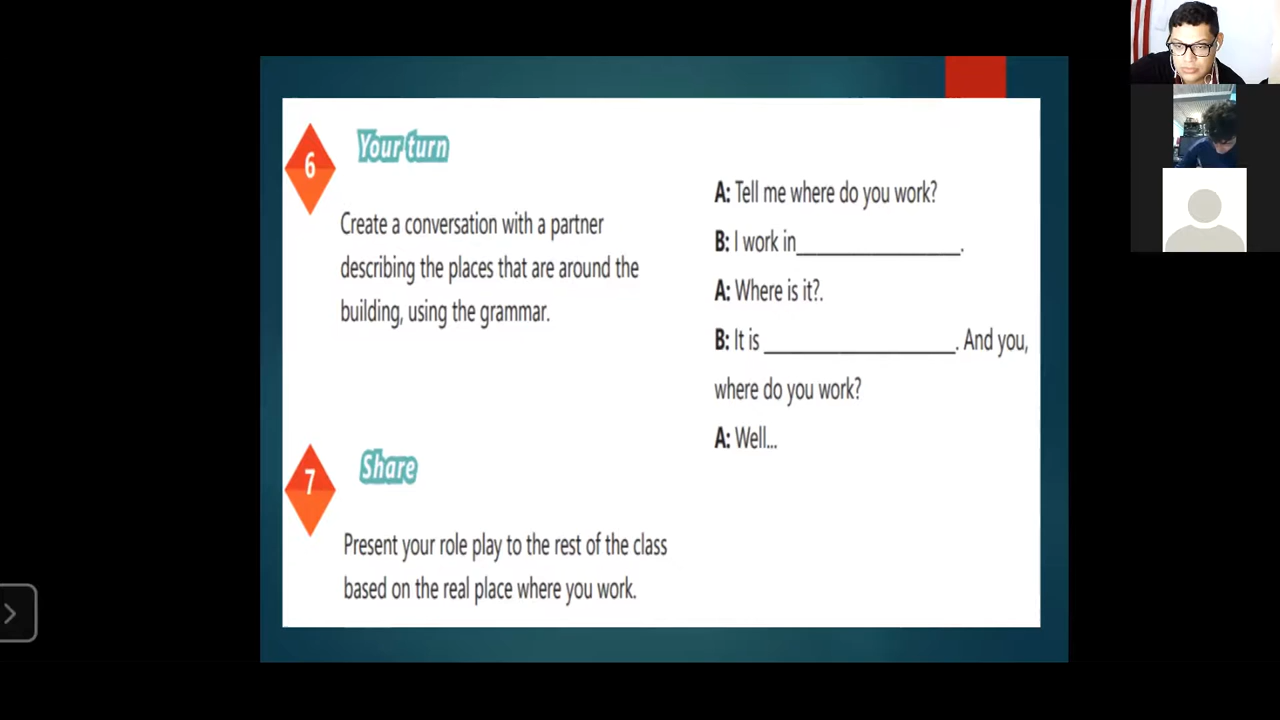 6
Your turn
Create a conversation with a partner
describing the places that are around the
building, using the grammar.
A: Tell me where do you work?
B: I work in__________________.
A: Where is it?.
B: It is _____________________. And you,
where do you work?
A: Well...
7
Share
Present your role play to the rest of the class
based on the real place where you work.